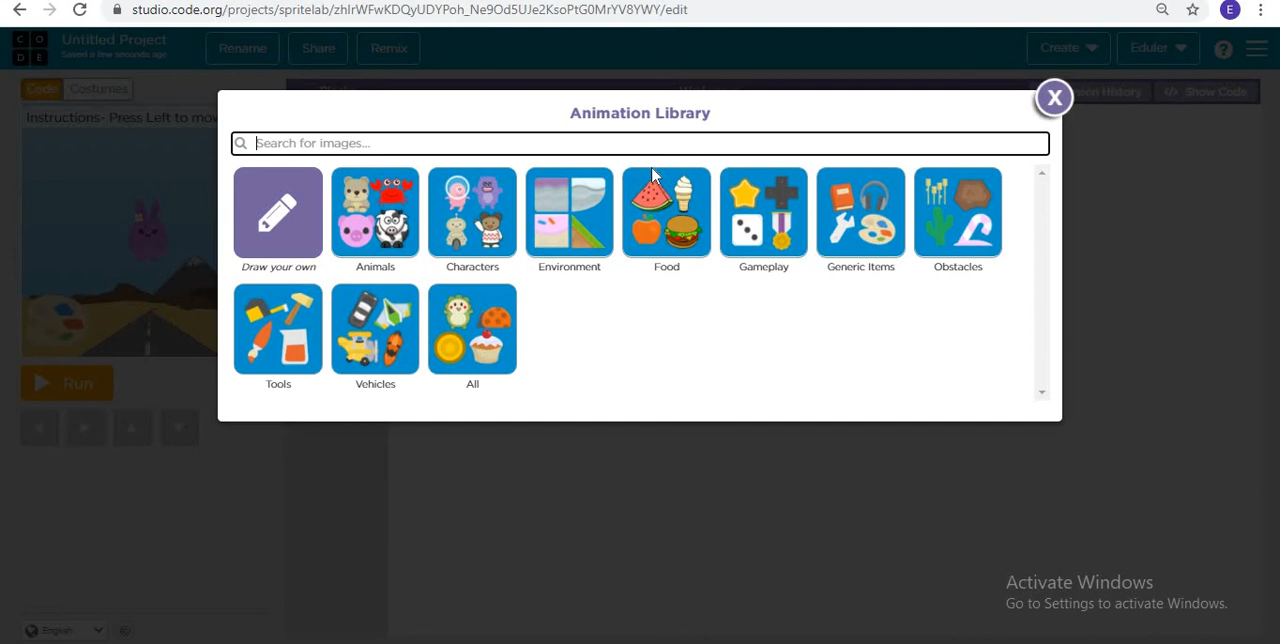 studio.code.org/projects/spritelab/zhIrWFwKDQyUDYPoh_Ne9Od5UJe2KsoPtG0MrYV8YWY/edit
E
C O
D E
Untitled Project
Saved a few seconds ago
Rename
Share
Remix
Create
Eduler
?
Code
Costumes
Version History
Show Code
Instructions- Press Left to mov
X
Animation Library
Search for images...
Draw your own
Animals
Characters
Environment
Food
Gameplay
Generic Items
Obstacles
Tools
Vehicles
All
Run
Activate Windows
Go to Settings to activate Windows.
English